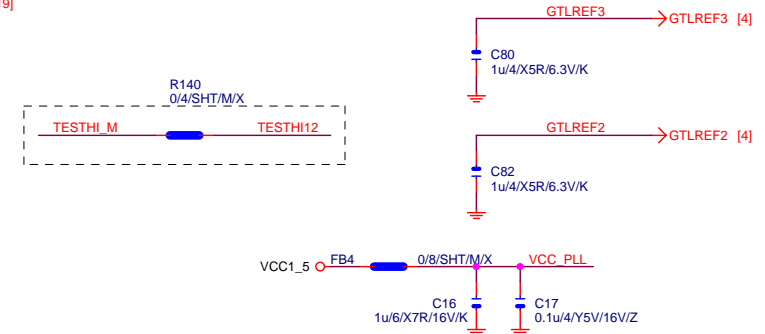 9]
GTLREF3
GTLREF3 [4]
C80
1u/4/X5R/6.3V/K
R140
0/4/SHT/M/X
TESTHI_M
TESTHI12
GTLREF2
GTLREF2 [4]
C82
1u/4/X5R/6.3V/K
VCC1_5
FB4
0/8/SHT/M/X
VCC_PLL
C16
1u/6/X7R/16V/K
C17
0.1u/4/Y5V/16V/Z